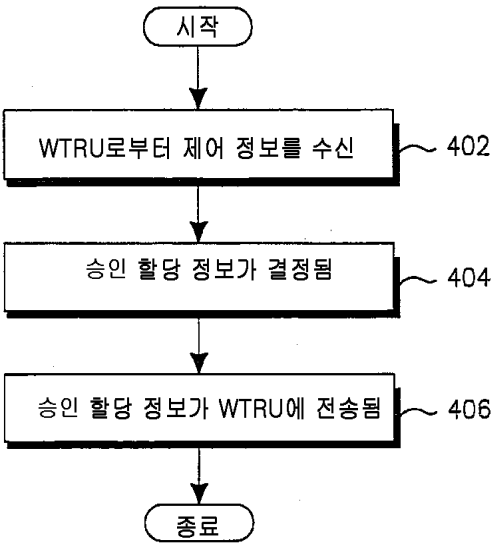 시작
WTRU로부터 제어 정보를 수신
402
승인 할당 정보가 결정됨
404
승인 할당 정보가 WTRU에 전송됨
406
종료